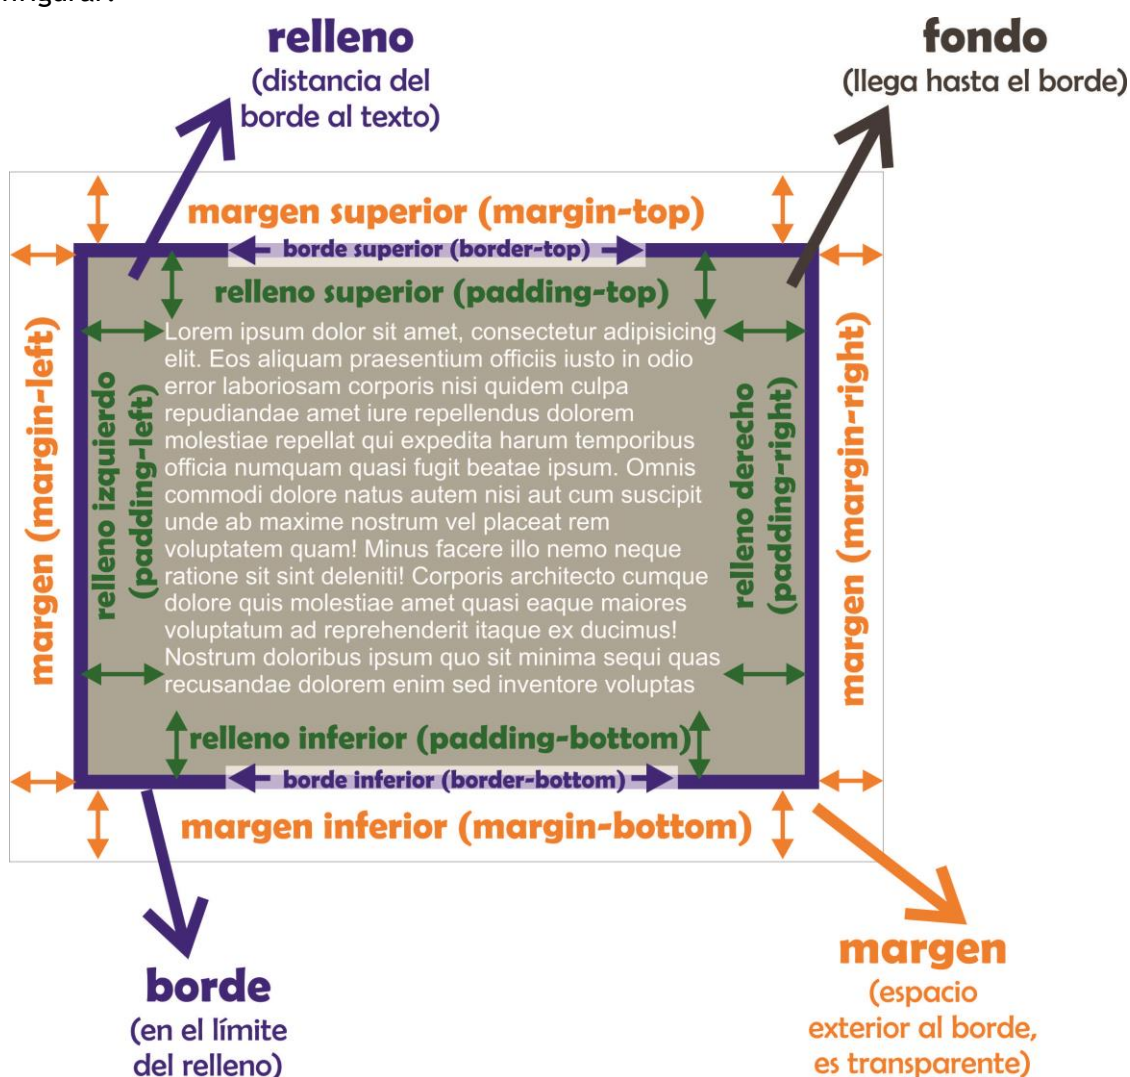 nfigurar:
relleno
(distancia del
borde al texto)
fondo
(llega hasta el borde)
margen superior (margin-top)
borde superior (border-top)
relleno superior (padding-top)
margen (margin-left)
relleno izquierdo
(padding-left)
Lorem ipsum dolor sit amet, consectetur adipisicing
elit. Eos aliquam praesentium officiis iusto in odio
error laboriosam corporis nisi quidem culpa
repudiandae amet iure repellendus dolorem
molestiae repellat qui expedita harum temporibus
officia numquam quasi fugit beatae ipsum. Omnis
commodi dolore natus autem nisi aut cum suscipit
unde ab maxime nostrum vel placeat rem
voluptatem quam! Minus facere illo nemo neque
ratione sit sint deleniti! Corporis architecto cumque
dolore quis molestiae amet quasi eaque maiores
voluptatum ad reprehenderit itaque ex ducimus!
Nostrum doloribus ipsum quo sit minima sequi quas
recusandae dolorem enim sed inventore voluptas
relleno derecho
(padding-right)
margen (margin-right)
relleno inferior (padding-bottom)
borde inferior (border-bottom)
margen inferior (margin-bottom)
borde
(en el límite
del relleno)
margen
(espacio
exterior al borde,
es transparente)